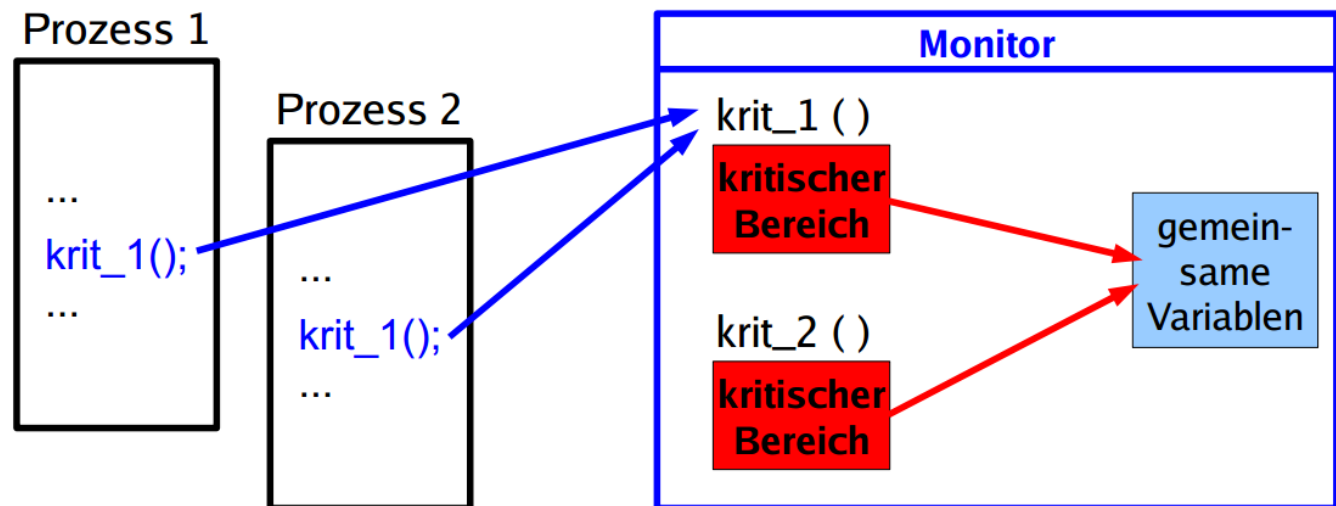 Prozess 1
...
krit_1();
...
Prozess 2
...
krit_1();
...
Monitor
krit_1 ( )
kritischer
Bereich
krit_2 ( )
kritischer
Bereich
gemein-
same
Variablen